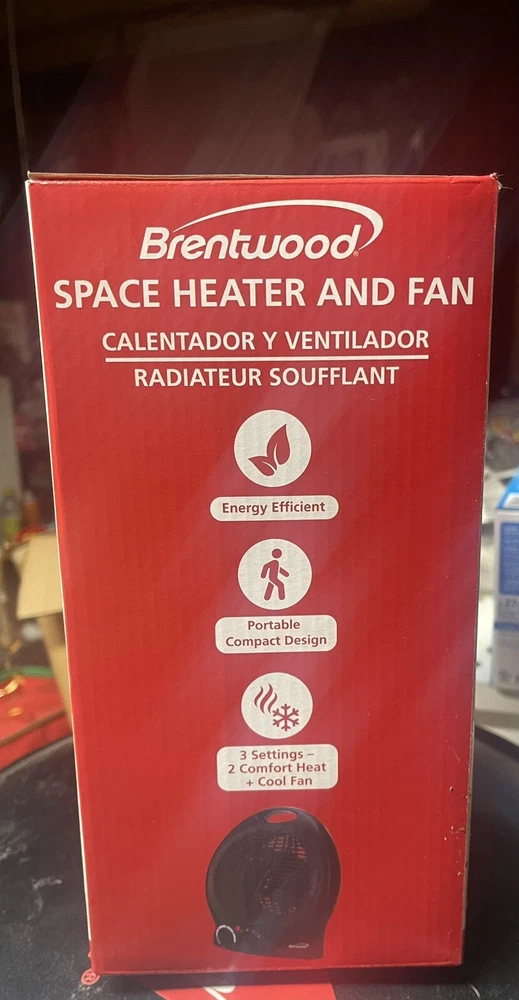 Brentwood
SPACE HEATER AND FAN
CALENTADOR Y VENTILADOR
RADIATEUR SOUFFLANT
Energy Efficient
Portable
Compact Design
3 Settings –
2 Comfort Heat
+ Cool Fan